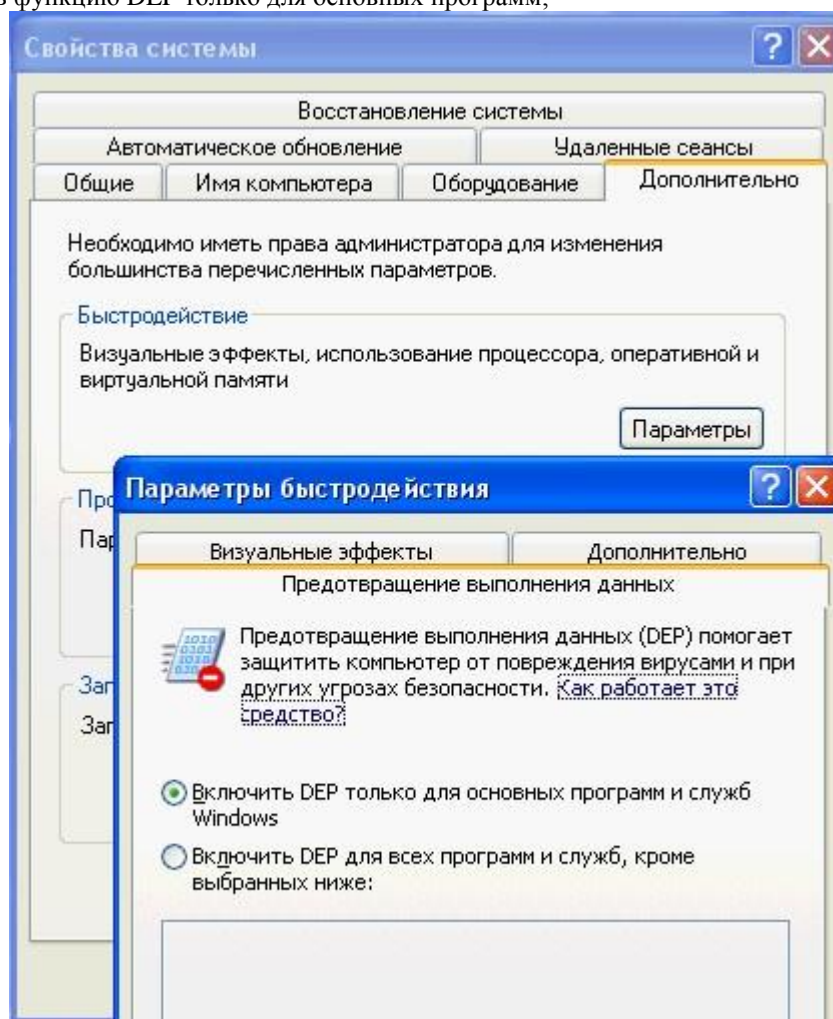 функцию DEP только для основных программ;
Свойства системы
Восстановление системы
Автоматическое обновление
Удаленные сеансы
Общие
Имя компьютера
Оборудование
Дополнительно
Необходимо иметь права администратора для изменения
большинства перечисленных параметров.
Быстродействие
Визуальные эффекты, использование процессора, оперативной и
виртуальной памяти
Параметры
Параметры быстродействия
Визуальные эффекты
Дополнительно
Предотвращение выполнения данных
Предотвращение выполнения данных (DEP) помогает
защитить компьютер от повреждения вирусами и при
других угрозах безопасности. Как работает это
средство?
Включить DEP только для основных программ и служб
Windows
Включить DEP для всех программ и служб, кроме
выбранных ниже: